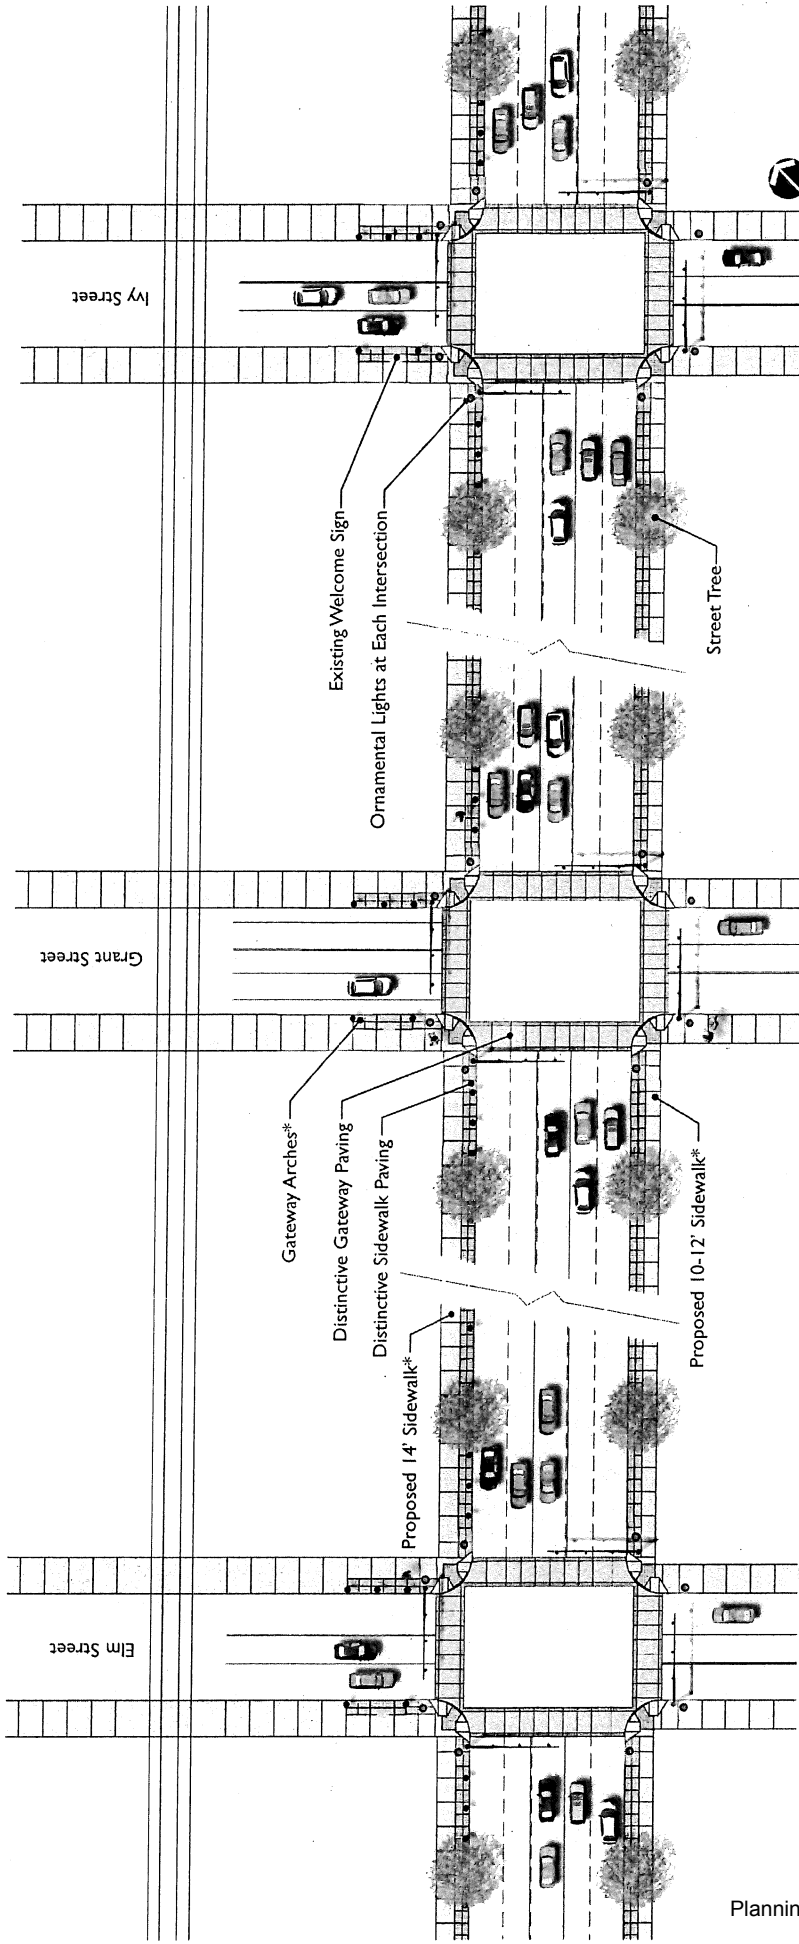 Ivy Street
Existing Welcome Sign
Ornamental Lights at Each Intersection
Street Tree
Grant Street
Gateway Arches*
Distinctive Gateway Paving
Distinctive Sidewalk Paving
Proposed 14' Sidewalk*
Proposed 10-12' Sidewalk*
Elm Street
Plannin